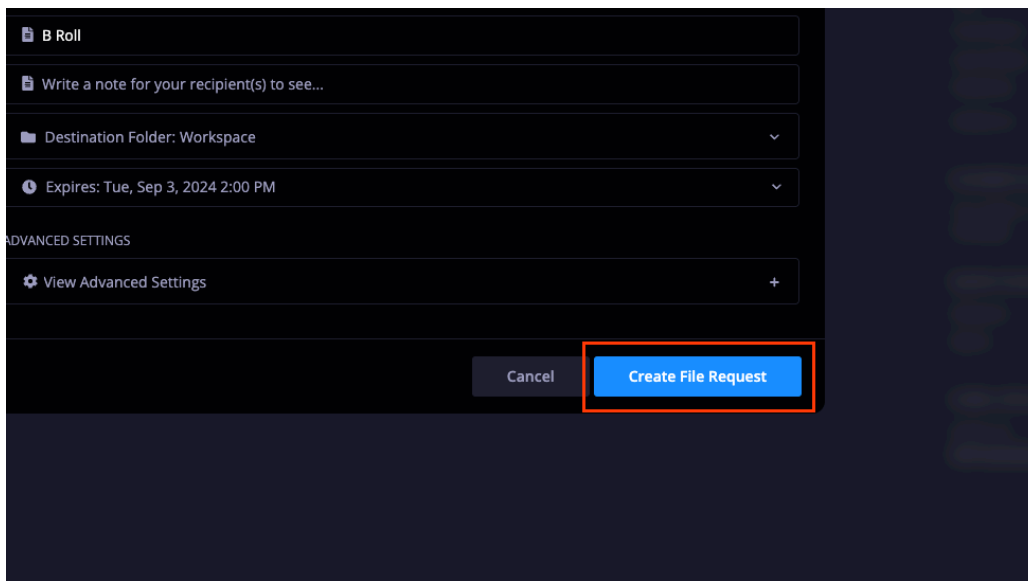 B Roll
Write a note for your recipient(s) to see...
Destination Folder: Workspace
Expires: Tue, Sep 3, 2024 2:00 PM
ADVANCED SETTINGS
View Advanced Settings
Cancel
Create File Request